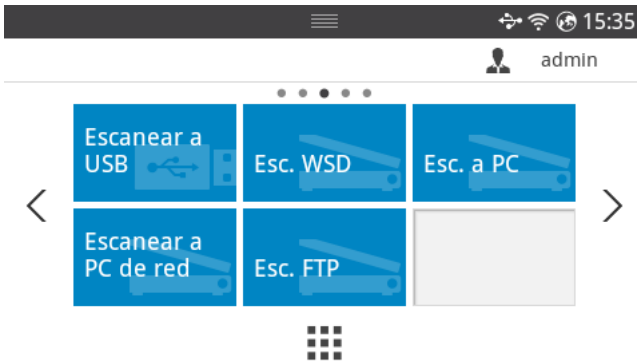 15:35
admin
Escanear a
USB
Esc. WSD
Esc. a PC
Escanear a
PC de red
Esc. FTP